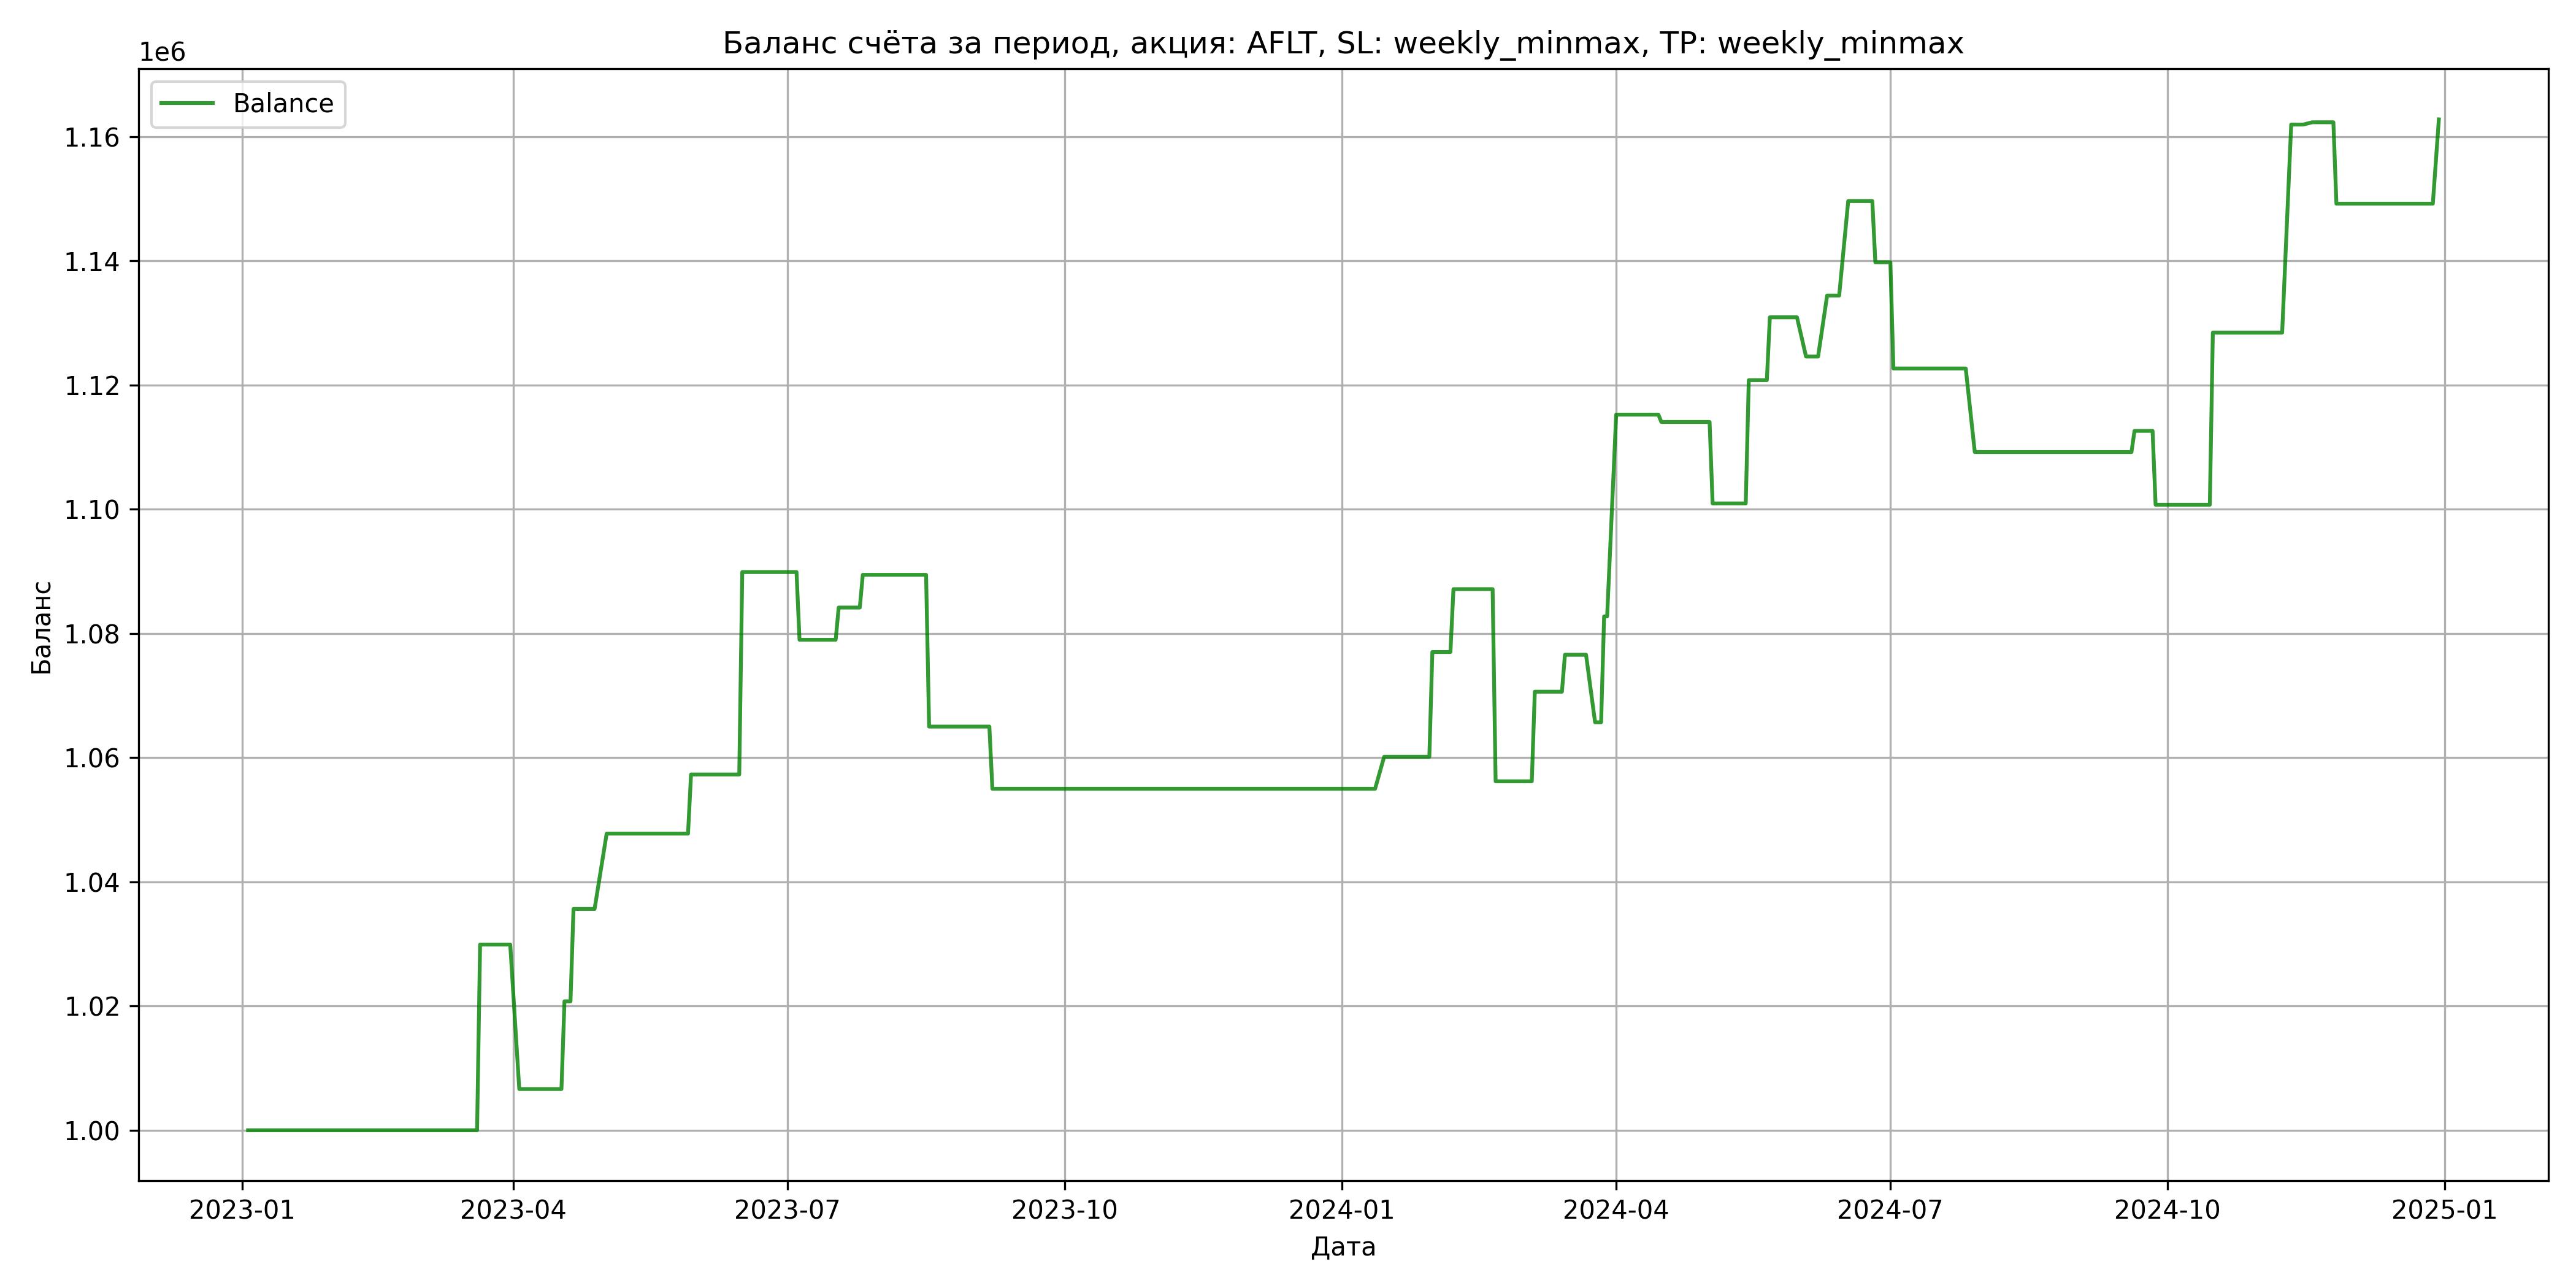 Баланс счёта за период, акция: AFLT, SL: weekly_minmax, TP: weekly_minmax
1e6
Balance
1.16
1.14
1.12
1.10
1.08
1.06
1.04
1.02
1.00
Баланс
2023-01 2023-04 2023-07 2023-10 2024-01 2024-04 2024-07 2024-10 2025-01
Дата